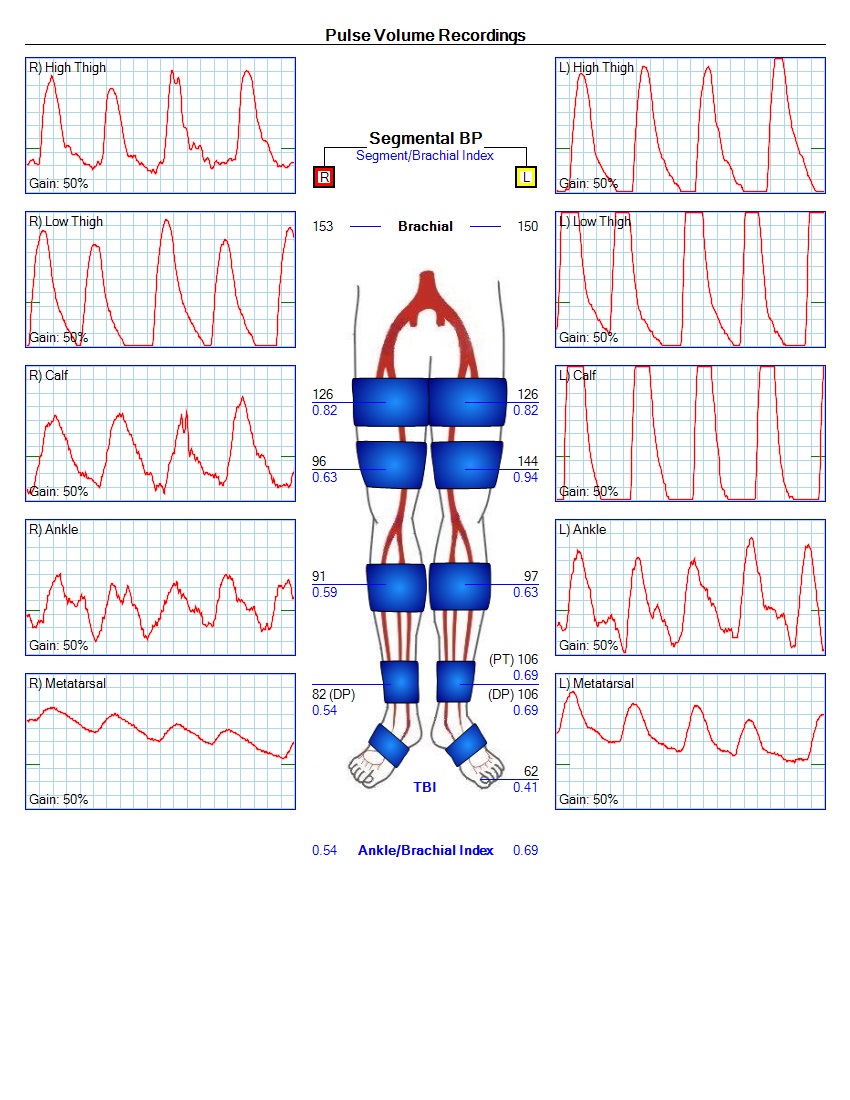 Pulse Volume Recordings
R) High Thigh
Gain: 50%
L) High Thigh
Gain: 50%
Segmental BP
Segment/Brachial Index
R
L
R) Low Thigh
Gain: 50%
L) Low Thigh
Gain: 50%
153 Brachial 150
R) Calf
Gain: 50%
L) Calf
Gain: 50%
126 126
0.82 0.82
96 144
0.63 0.94
R) Ankle
Gain: 50%
L) Ankle
Gain: 50%
91 97
0.59 0.63
R) Metatarsal
Gain: 50%
L) Metatarsal
Gain: 50%
(PT) 106
0.69
82 (DP) (DP) 106
0.54 0.69
62
TBI 0.41
0.54 Ankle/Brachial Index 0.69